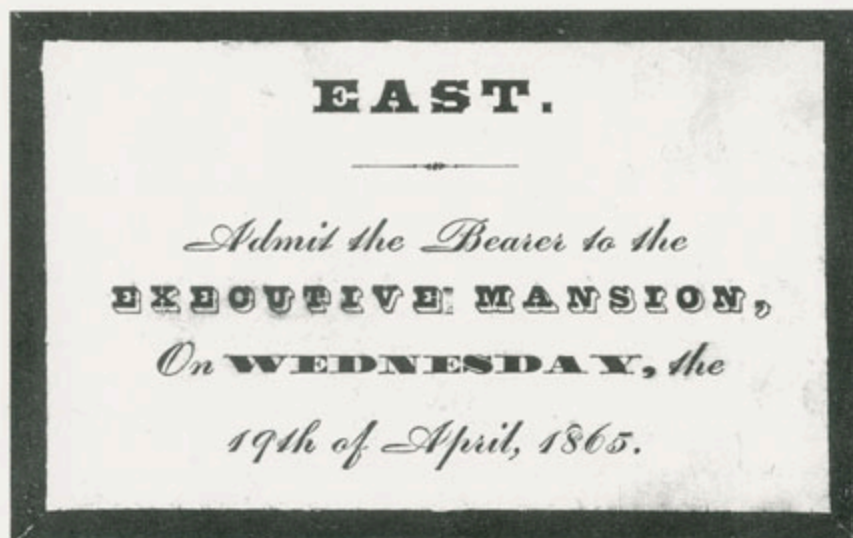 EAST.
Admit the Bearer to the
EXECUTIVE MANSION,
On WEDNESDAY, the
19th of April, 1865.